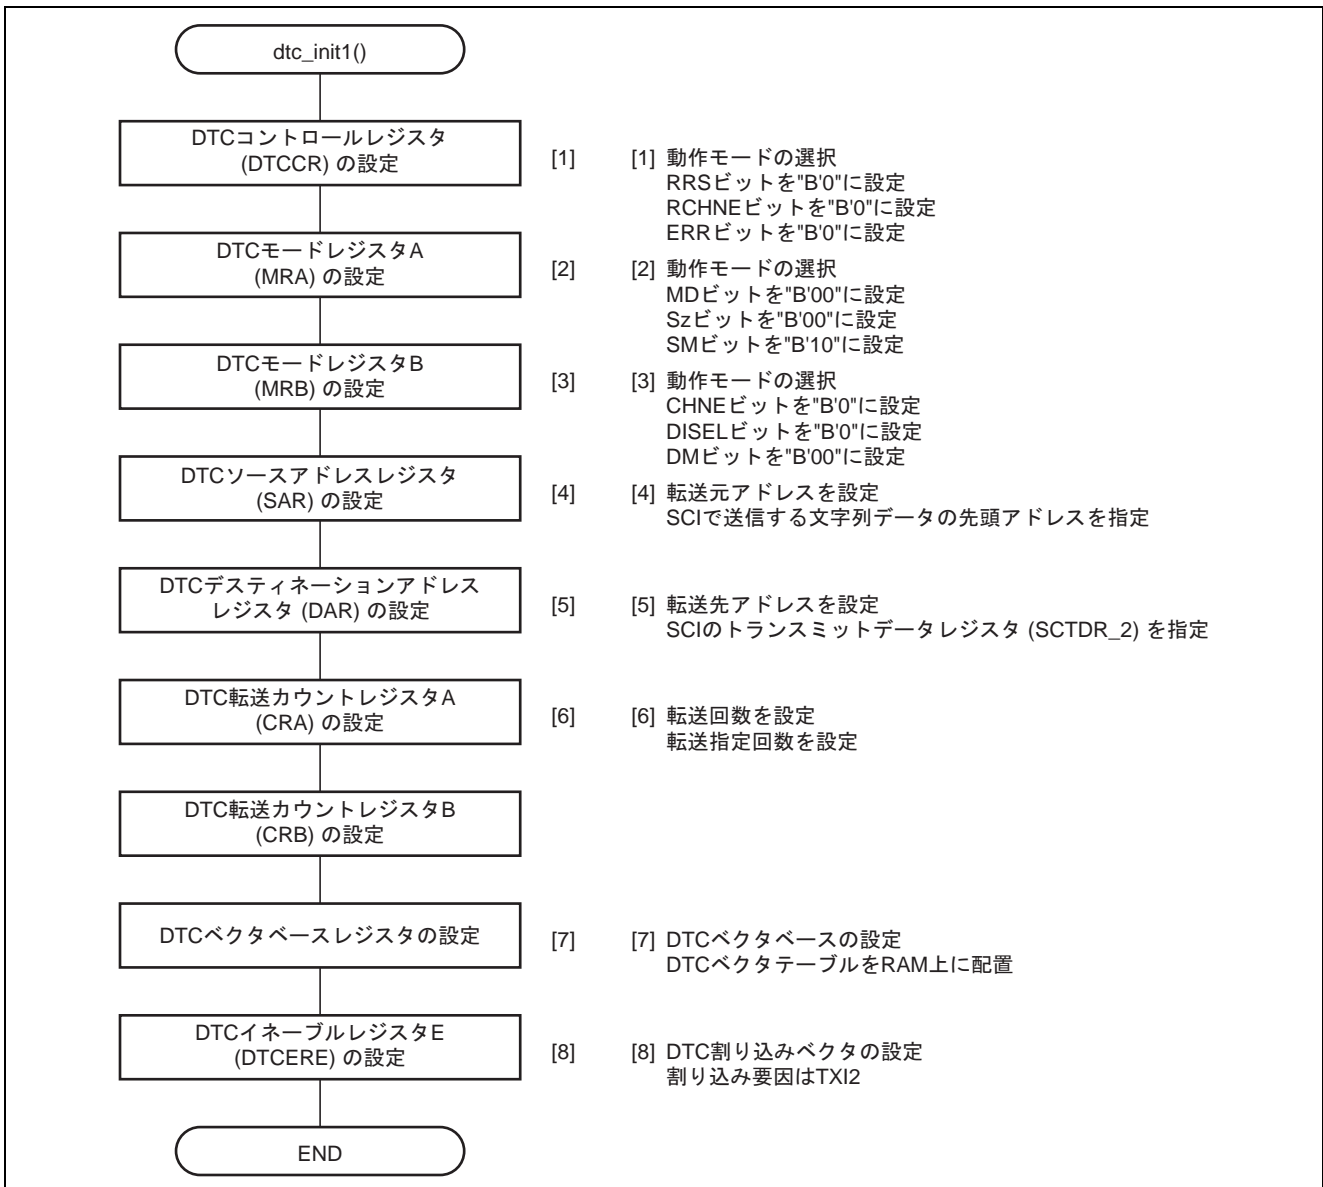 dtc_init1()
DTCコントロールレジスタ
(DTCCR) の設定
[1]
[1] 動作モードの選択
RRSビットを"B'0"に設定
RCHNEビットを"B'0"に設定
ERRビットを"B'0"に設定
DTCモードレジスタA
(MRA) の設定
[2]
[2] 動作モードの選択
MDビットを"B'00"に設定
Szビットを"B'00"に設定
SMビットを"B'10"に設定
DTCモードレジスタB
(MRB) の設定
[3]
[3] 動作モードの選択
CHNEビットを"B'0"に設定
DISELビットを"B'0"に設定
DMビットを"B'00"に設定
DTCソースアドレスレジスタ
(SAR) の設定
[4]
[4] 転送元アドレスを設定
SCIで送信する文字列データの先頭アドレスを指定
DTCデスティネーションアドレス
レジスタ (DAR) の設定
[5]
[5] 転送先アドレスを設定
SCIのトランスミットデータレジスタ (SCTDR_2) を指定
DTC転送カウントレジスタA
(CRA) の設定
[6]
[6] 転送回数を設定
転送指定回数を設定
DTC転送カウントレジスタB
(CRB) の設定
DTCベクタベースレジスタの設定
[7]
[7] DTCベクタベースの設定
DTCベクタテーブルをRAM上に配置
DTCイネーブルレジスタE
(DTCERE) の設定
[8]
[8] DTC割り込みベクタの設定
割り込み要因はTXI2
END